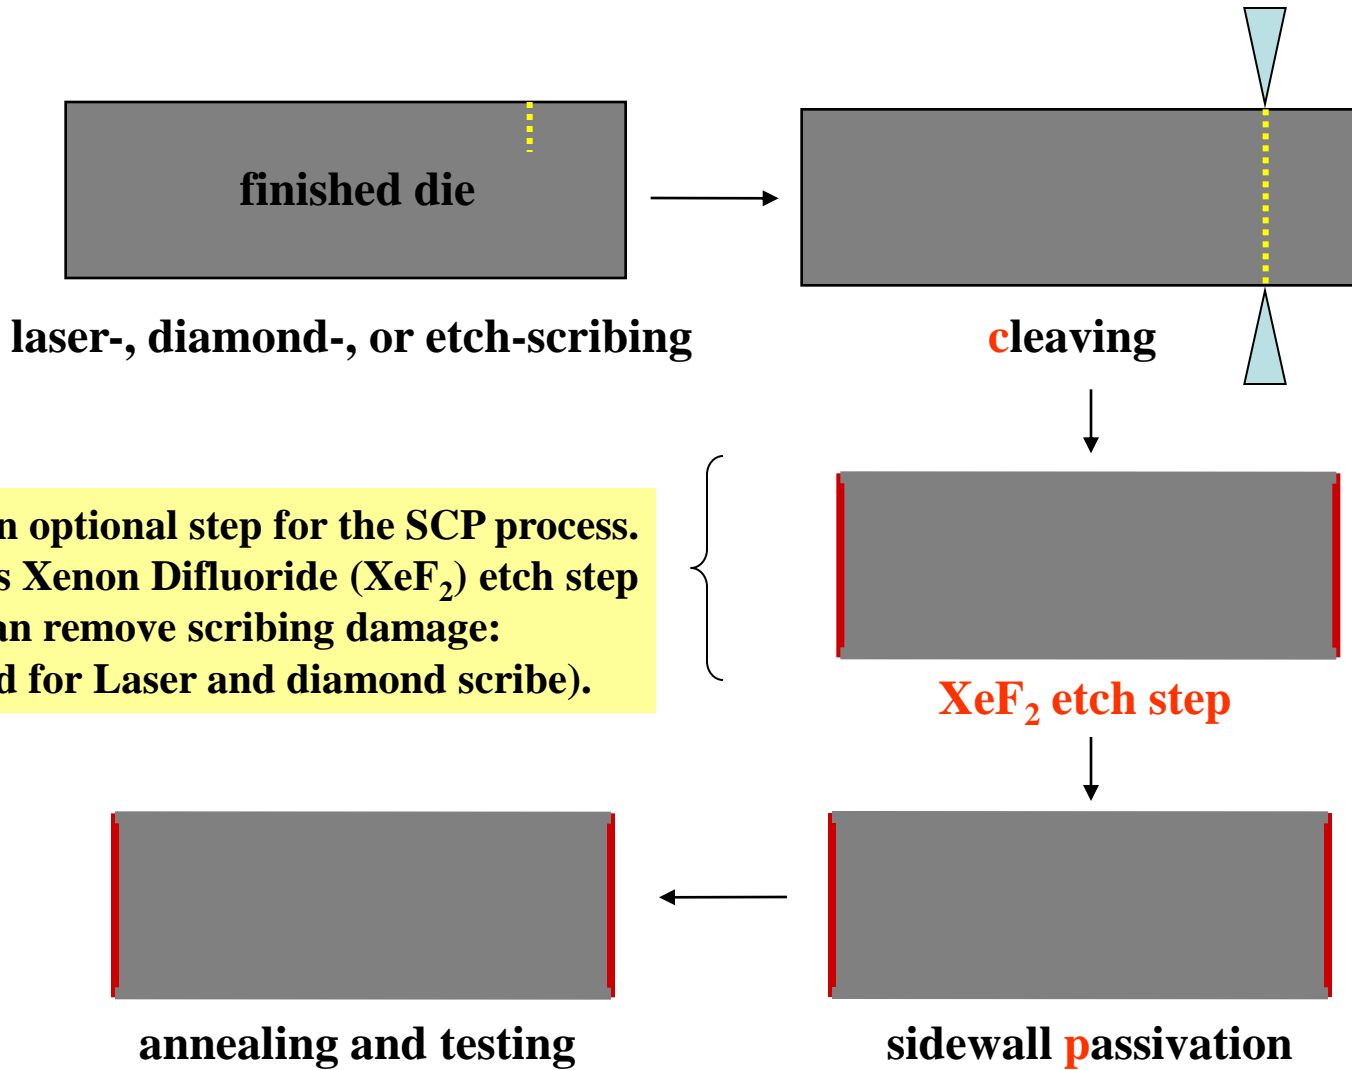 finished die
laser-, diamond-, or etch-scribing
cleaving
optional step for the SCP process.
Xenon Difluoride (XeF₂) etch step
remove scribing damage:
for Laser and diamond scribe).
XeF₂ etch step
annealing and testing
sidewall passivation